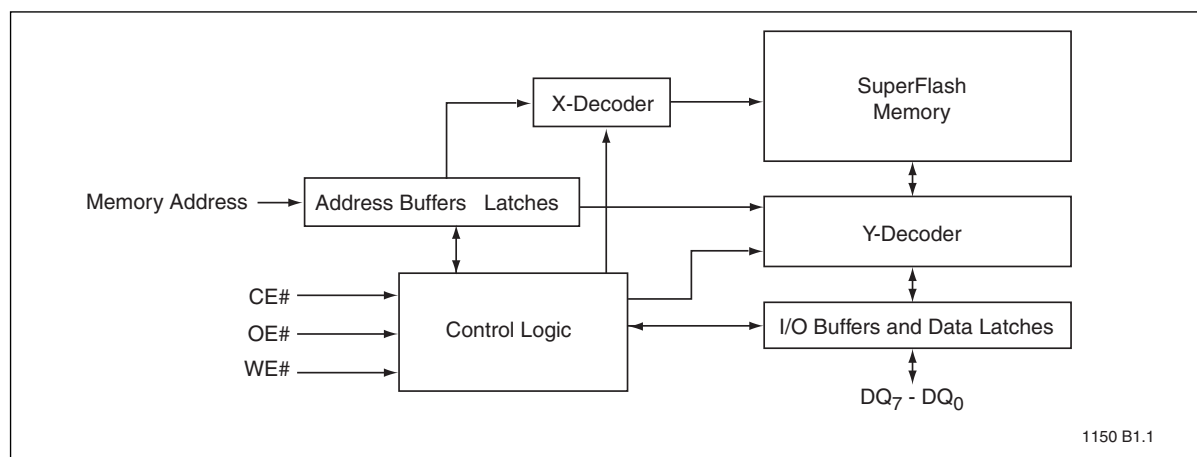 SuperFlash
Memory
X-Decoder
Memory Address
Address Buffers Latches
Y-Decoder
CE#
OE#
WE#
Control Logic
I/O Buffers and Data Latches
DQ7 - DQ0
1150 B1.1